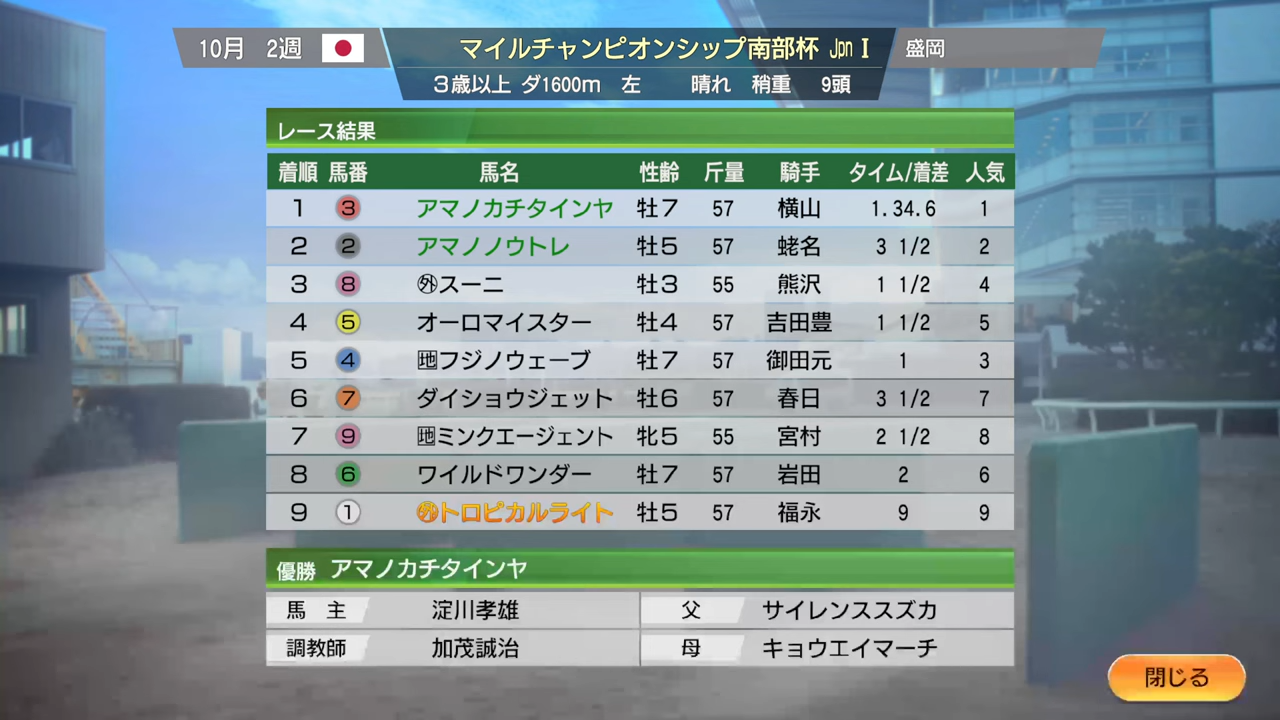 10月 2週 マイルチャンピオンシップ南部杯 JpnⅠ 盛岡
3歳以上 ダ1600m 左 晴れ 稍重 9頭
レース結果
着順 馬番 馬名 性齢 斤量 騎手 タイム/着差 人気
1 3 アマノカチタインヤ 牡7 57 横山 1.34.6 1
2 2 アマノノウトレ 牡5 57 蛯名 3 1/2 2
3 8 外スーニ 牡3 55 熊沢 1 1/2 4
4 5 オーロマイスター 牡4 57 吉田豊 1 1/2 5
5 4 地フジノウェーブ 牡7 57 御田元 1 3
6 7 ダイショウジェット 牡6 57 春日 3 1/2 7
7 9 地ミンクエージェント 牝5 55 宮村 2 1/2 8
8 6 ワイルドワンダー 牡7 57 岩田 2 6
9 1 外トロピカルライト 牡5 57 福永 9 9
優勝 アマノカチタインヤ
馬主 淀川孝雄 父 サイレンススズカ
調教師 加茂誠治 母 キョウエイマーチ
閉じる